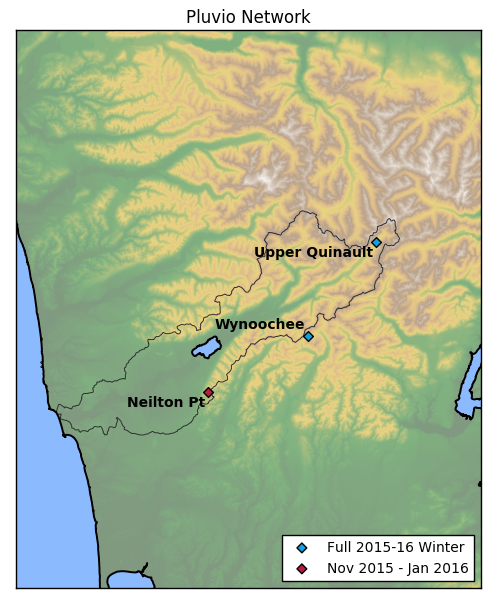 Pluvio Network
Upper Quinault
Wynoochee
Neilton Pt
Full 2015-16 Winter
Nov 2015 - Jan 2016